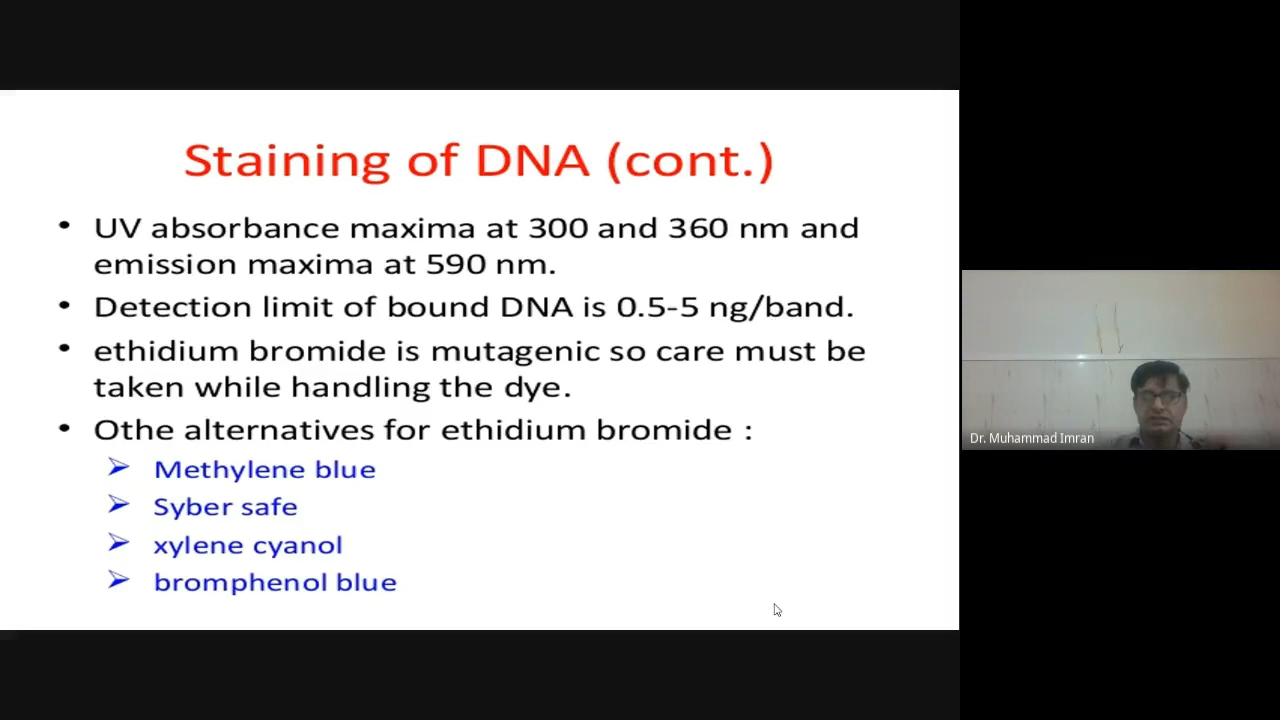 Staining of DNA (cont.)
• UV absorbance maxima at 300 and 360 nm and
emission maxima at 590 nm.
• Detection limit of bound DNA is 0.5-5 ng/band.
• ethidium bromide is mutagenic so care must be
taken while handling the dye.
• Othe alternatives for ethidium bromide :
➢ Methylene blue
➢ Syber safe
➢ xylene cyanol
➢ bromphenol blue
Dr. Muhammad Imran